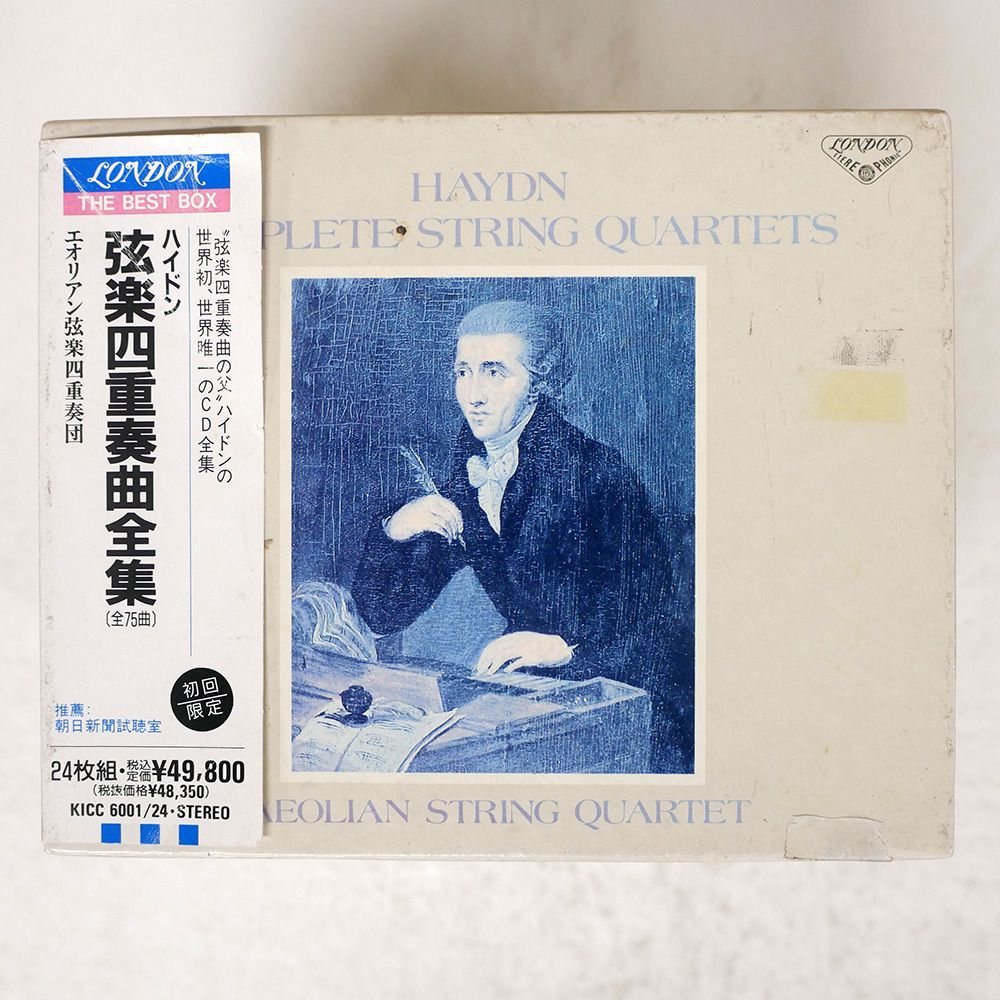 LONDON
THE BEST BOX
ハイドン
弦楽四重奏曲全集
(全75曲)
エオリアン弦楽四重奏団
“弦楽四重奏曲の父”ハイドンの
世界初、世界唯一のCD全集
初回
限定
推薦:
朝日新聞試聴室
24枚組・税込定価¥49,800
(税抜価格¥48,350)
KICC 6001/24・STEREO
HAYDN
PLETE STRING QUARTETS
LONDON
STEREOPHONIC
AEOLIAN STRING QUARTET